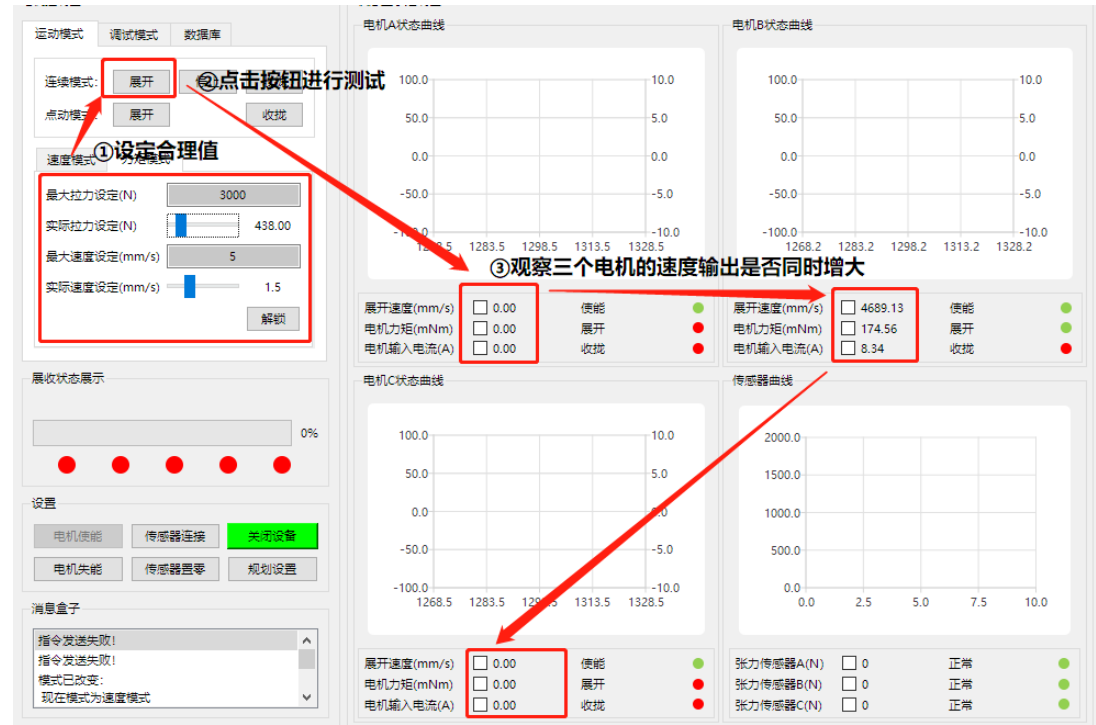 运动模式 调试模式 数据库
连续模式: 展开
②点击按钮进行测试
点动模式: 展开 收拢
①设定合理值
速度模式 力矩模式
最大拉力设定(N) 3000
实际拉力设定(N) 438.00
最大速度设定(mm/s) 5
实际速度设定(mm/s) 1.5
解锁
展收状态展示
0%
设置
电机使能 传感器连接 关闭设备
电机失能 传感器置零 规划设置
消息盒子
指令发送失败!
指令发送失败!
模式已改变:
现在模式为速度模式
电机A状态曲线
100.0 10.0
50.0 5.0
0.0 0.0
-50.0 -5.0
-100.0 -10.0
1268.5 1283.5 1298.5 1313.5 1328.5
③观察三个电机的速度输出是否同时增大
展开速度(mm/s) 0.00 使能
电机力矩(mNm) 0.00 展开
电机输入电流(A) 0.00 收拢
电机B状态曲线
100.0 10.0
50.0 5.0
0.0 0.0
-50.0 -5.0
-100.0 -10.0
1268.2 1283.2 1298.2 1313.2 1328.2
展开速度(mm/s) 4689.13 使能
电机力矩(mNm) 174.56 展开
电机输入电流(A) 8.34 收拢
电机C状态曲线
100.0 10.0
50.0 5.0
0.0 0.0
-50.0 -5.0
-100.0 -10.0
1268.5 1283.5 1298.5 1313.5 1328.5
展开速度(mm/s) 0.00 使能
电机力矩(mNm) 0.00 展开
电机输入电流(A) 0.00 收拢
传感器曲线
2000.0
1500.0
1000.0
500.0
0.0
0.0 2.5 5.0 7.5 10.0
张力传感器A(N) 0 正常
张力传感器B(N) 0 正常
张力传感器C(N) 0 正常